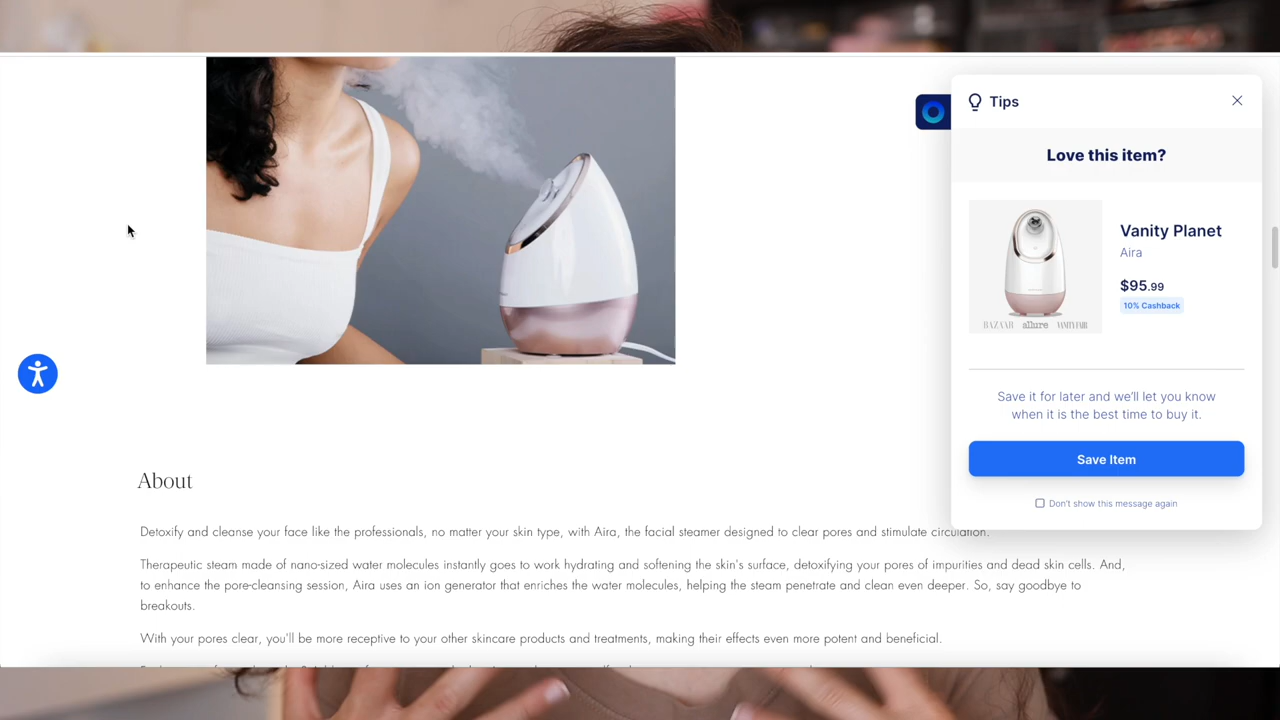 Tips
Love this item?
Vanity Planet
Aira
$95.99
10% Cashback
BAZAAR allure VANITY FAIR
Save it for later and we'll let you know
when it is the best time to buy it.
Save Item
Don't show this message again
About
Detoxify and cleanse your face like the professionals, no matter your skin type, with Aira, the facial steamer designed to clear pores and stimulate circulation.
Therapeutic steam made of nano-sized water molecules instantly goes to work hydrating and softening the skin's surface, detoxifying your pores of impurities and dead skin cells. And,
to enhance the pore-cleansing session, Aira uses an ion generator that enriches the water molecules, helping the steam penetrate and clean even deeper. So, say goodbye to
breakouts.
With your pores clear, you'll be more receptive to your other skincare products and treatments, making their effects even more potent and beneficial.